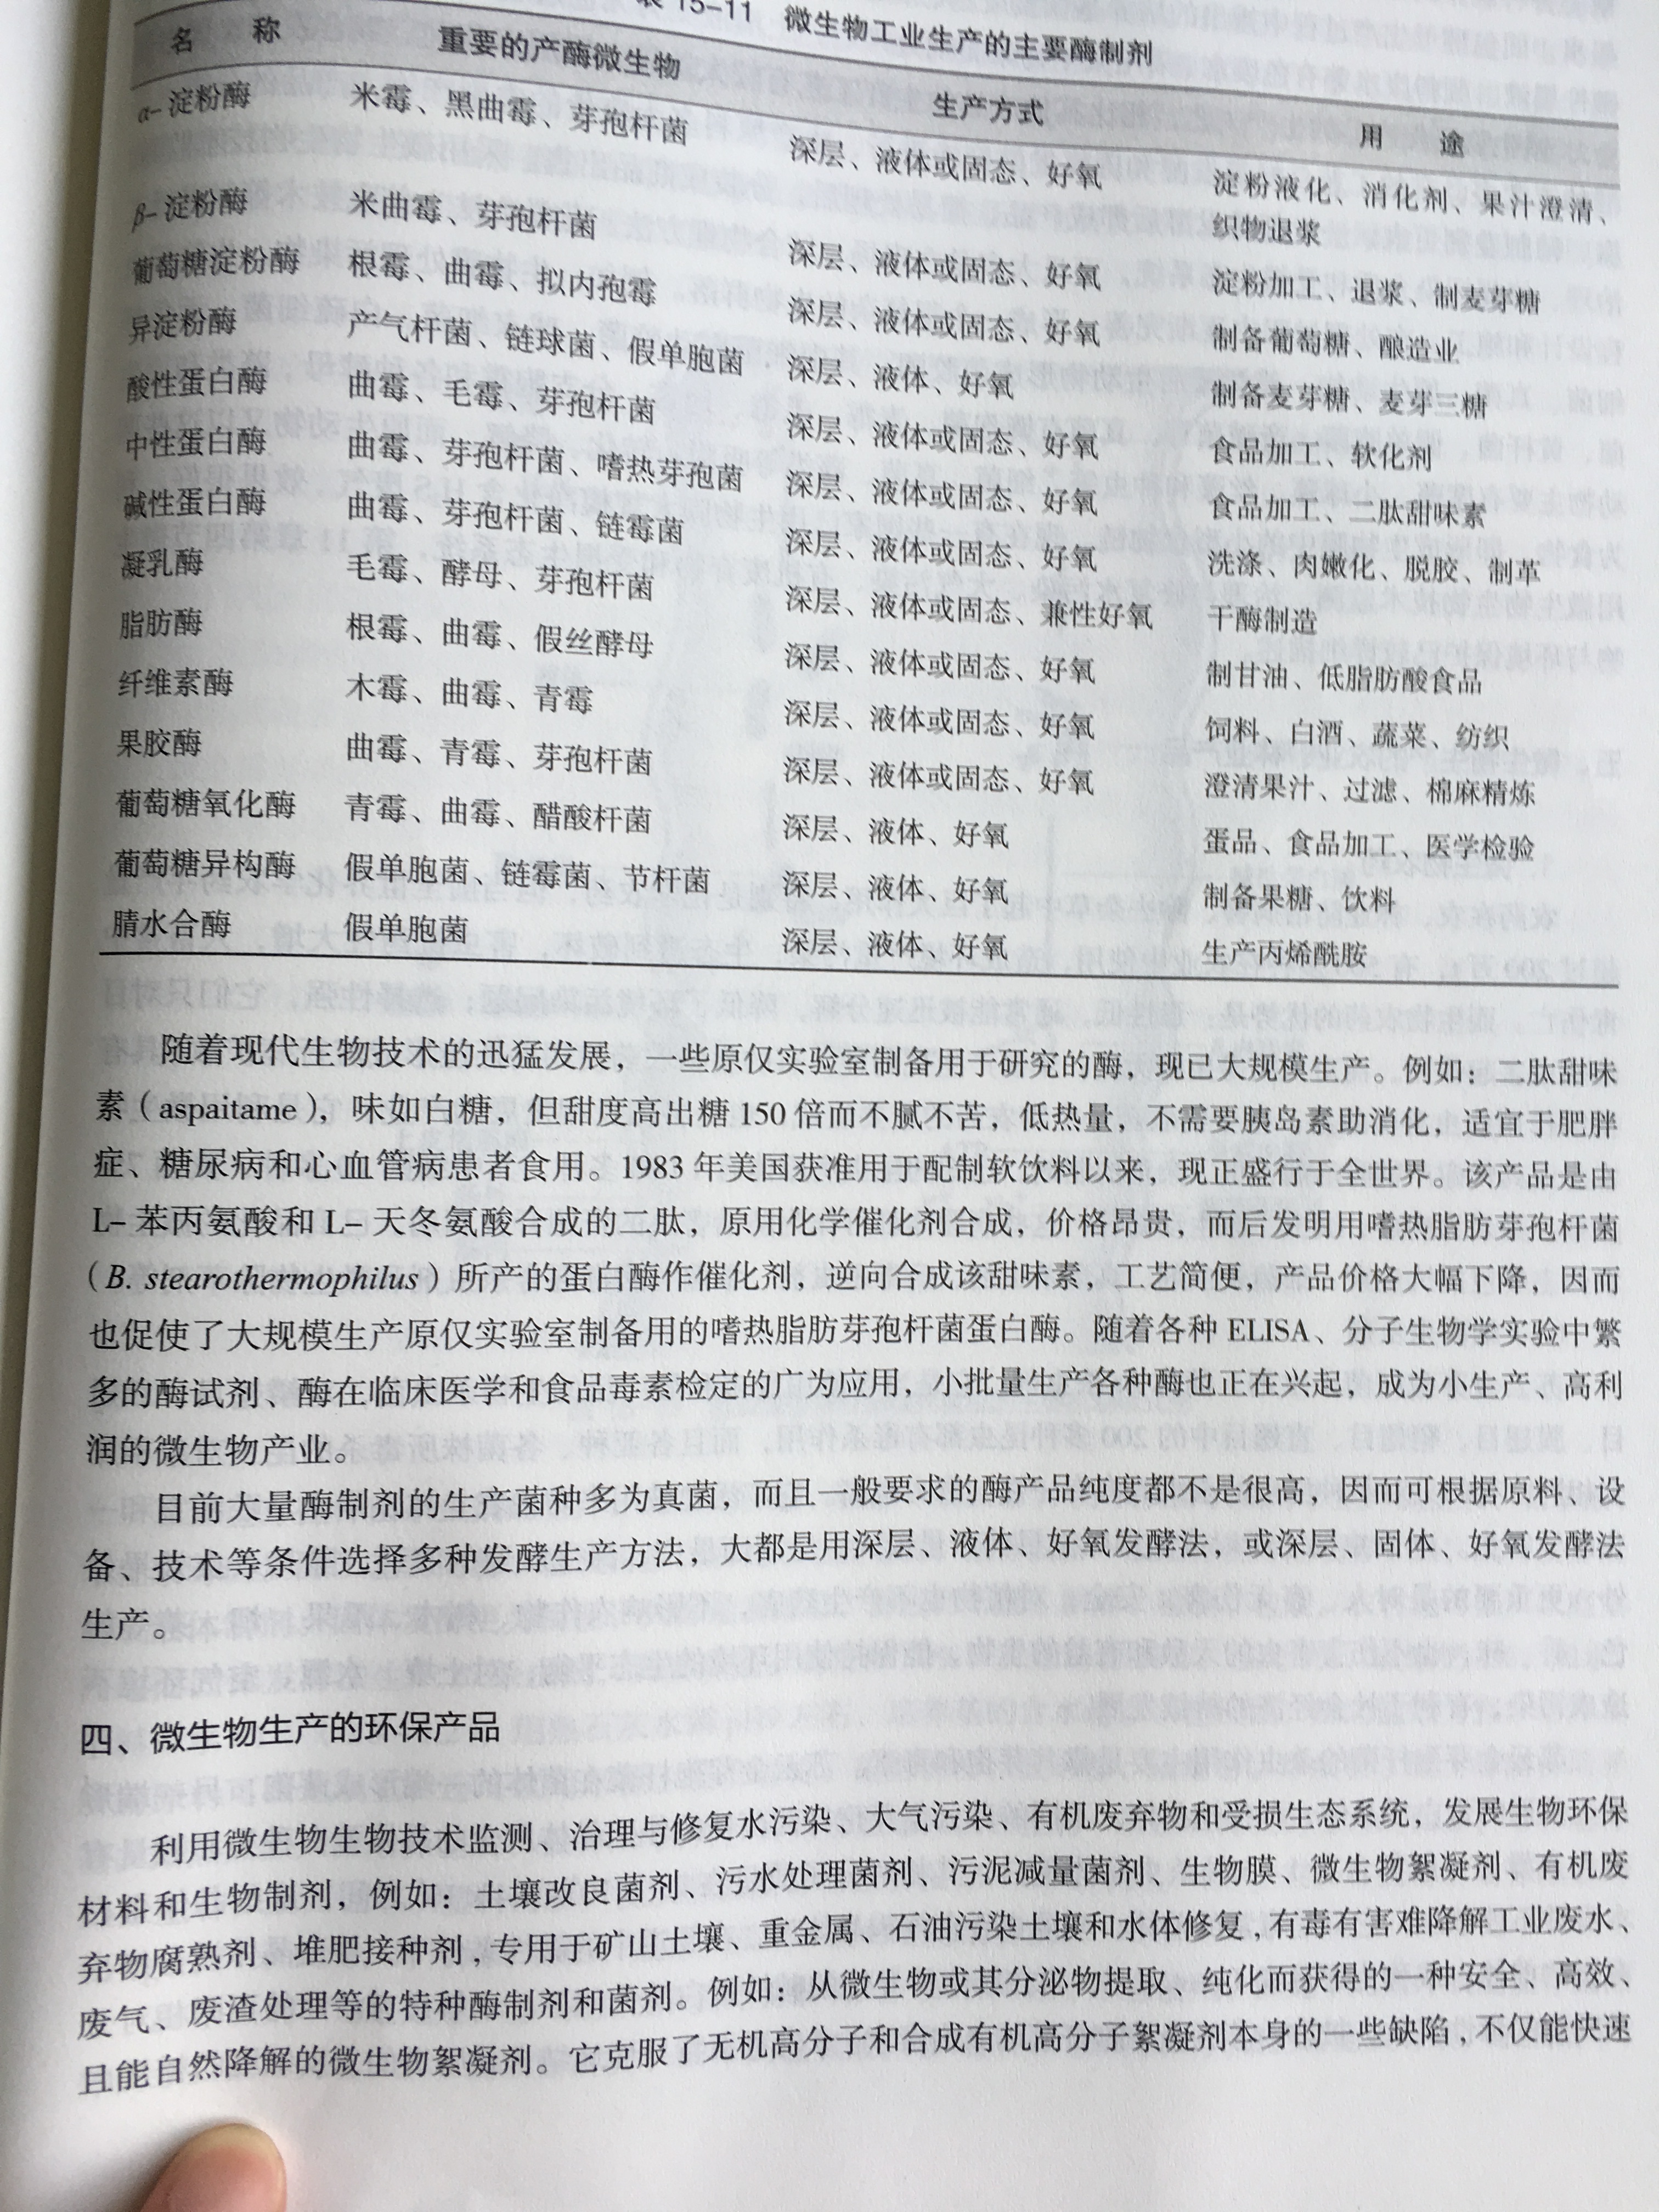 表 15-11 微生物工业生产的主要酶制剂
名 称 重要的产酶微生物 生产方式 用 途
α- 淀粉酶 米霉、黑曲霉、芽孢杆菌 深层、液体或固态、好氧 淀粉液化、消化剂、果汁澄清、
织物退浆
β- 淀粉酶 米曲霉、芽孢杆菌 深层、液体或固态、好氧 淀粉加工、退浆、制麦芽糖
葡萄糖淀粉酶 根霉、曲霉、拟内孢霉 深层、液体或固态、好氧 制备葡萄糖、酿造业
异淀粉酶 产气杆菌、链球菌、假单胞菌 深层、液体、好氧 制备麦芽糖、麦芽三糖
酸性蛋白酶 曲霉、毛霉、芽孢杆菌 深层、液体或固态、好氧 食品加工、软化剂
中性蛋白酶 曲霉、芽孢杆菌、嗜热芽孢菌 深层、液体或固态、好氧 食品加工、二肽甜味素
碱性蛋白酶 曲霉、芽孢杆菌、链霉菌 深层、液体或固态、好氧 洗涤、肉嫩化、脱胶、制革
凝乳酶 毛霉、酵母、芽孢杆菌 深层、液体或固态、兼性好氧 干酶制造
脂肪酶 根霉、曲霉、假丝酵母 深层、液体或固态、好氧 制甘油、低脂肪酸食品
纤维素酶 木霉、曲霉、青霉 深层、液体或固态、好氧 饲料、白酒、蔬菜、纺织
果胶酶 曲霉、青霉、芽孢杆菌 深层、液体或固态、好氧 澄清果汁、过滤、棉麻精炼
葡萄糖氧化酶 青霉、曲霉、醋酸杆菌 深层、液体、好氧 蛋品、食品加工、医学检验
葡萄糖异构酶 假单胞菌、链霉菌、节杆菌 深层、液体、好氧 制备果糖、饮料
腈水合酶 假单胞菌 深层、液体、好氧 生产丙烯酰胺
随着现代生物技术的迅猛发展，一些原仅实验室制备用于研究的酶，现已大规模生产。例如：二肽甜味
素（aspaitame），味如白糖，但甜度高出糖 150 倍而不腻不苦，低热量，不需要胰岛素助消化，适宜于肥胖
症、糖尿病和心血管病患者食用。1983 年美国获准用于配制软饮料以来，现正盛行于全世界。该产品是由
L- 苯丙氨酸和 L- 天冬氨酸合成的二肽，原用化学催化剂合成，价格昂贵，而后发明用嗜热脂肪芽孢杆菌
（B. stearothermophilus）所产的蛋白酶作催化剂，逆向合成该甜味素，工艺简便，产品价格大幅下降，因而
也促使了大规模生产原仅实验室制备用的嗜热脂肪芽孢杆菌蛋白酶。随着各种 ELISA、分子生物学实验中繁
多的酶试剂、酶在临床医学和食品毒素检定的广为应用，小批量生产各种酶也正在兴起，成为小生产、高利
润的微生物产业。
目前大量酶制剂的生产菌种多为真菌，而且一般要求的酶产品纯度都不是很高，因而可根据原料、设
备、技术等条件选择多种发酵生产方法，大都是用深层、液体、好氧发酵法，或深层、固体、好氧发酵法
生产。
四、微生物生产的环保产品
利用微生物生物技术监测、治理与修复水污染、大气污染、有机废弃物和受损生态系统，发展生物环保
材料和生物制剂，例如：土壤改良菌剂、污水处理菌剂、污泥减量菌剂、生物膜、微生物絮凝剂、有机废
弃物腐熟剂、堆肥接种剂，专用于矿山土壤、重金属、石油污染土壤和水体修复，有毒有害难降解工业废水、
废气、废渣处理等的特种酶制剂和菌剂。例如：从微生物或其分泌物提取、纯化而获得的一种安全、高效、
且能自然降解的微生物絮凝剂。它克服了无机高分子和合成有机高分子絮凝剂本身的一些缺陷，不仅能快速